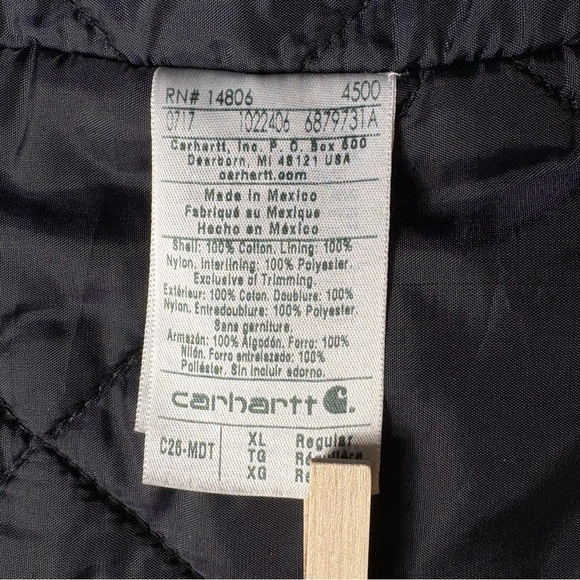 RN# 14806 4500
0717 1022406 6879731A
Carhartt, Inc. P. O. Box 600
Dearborn, MI 48121 USA
carhartt.com
Made in Mexico
Fabriqué au Mexique
Hecho en México
Shell: 100% Cotton. Lining: 100%
Nylon. Interlining: 100% Polyester.
Exclusive of Trimming.
Extérieur: 100% Coton. Doublure: 100%
Nylon. Entredoublure: 100% Polyester.
Sans garniture.
Armazón: 100% Algodón. Forro: 100%
Nilón. Forro entrelazado: 100%
Poliéster. Sin incluir adorno.
carhartt
C26-MDT XL Regular
TG
XG